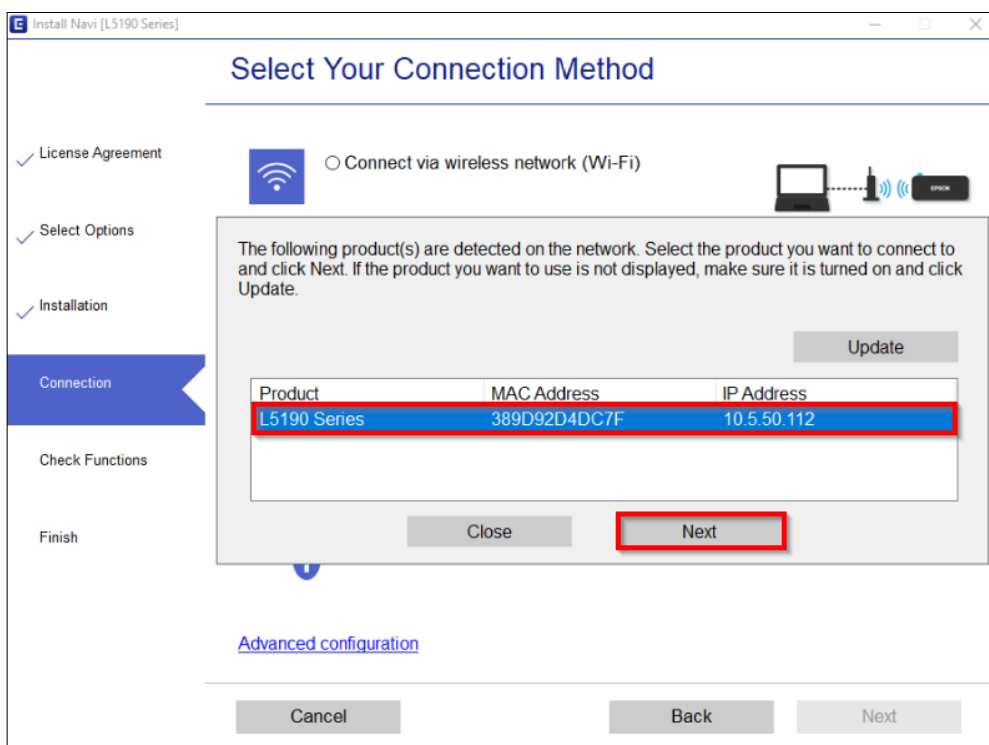 Install Navi [L5190 Series]
Select Your Connection Method
License Agreement
Connect via wireless network (Wi-Fi)
EPSON
Select Options
The following product(s) are detected on the network. Select the product you want to connect to
and click Next. If the product you want to use is not displayed, make sure it is turned on and click
Update.
Installation
Update
Connection
Product MAC Address IP Address
L5190 Series 389D92D4DC7F 10.5.50.112
Check Functions
Close Next
Finish
Advanced configuration
Cancel Back Next